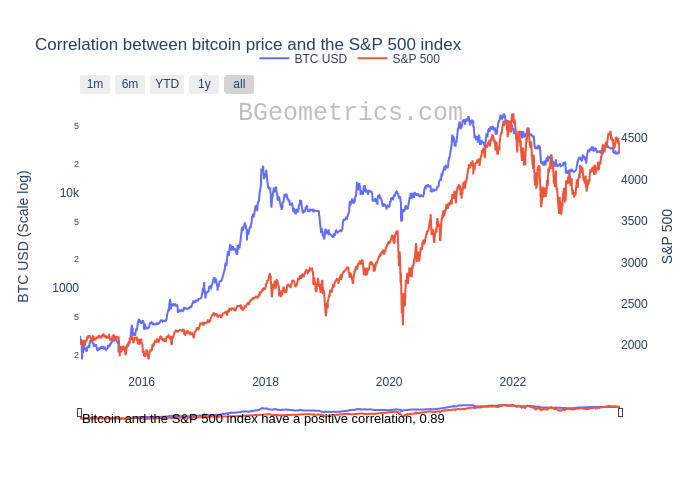 Correlation between bitcoin price and the S&P 500 index
BTC USD S&P 500
1m 6m YTD 1y all
BGeometrics.com
5
2
10k
5
2
1000
5
2
BTC USD (Scale log)
4500
4000
3500
3000
2500
2000
S&P 500
2016 2018 2020 2022
Bitcoin and the S&P 500 index have a positive correlation, 0.89